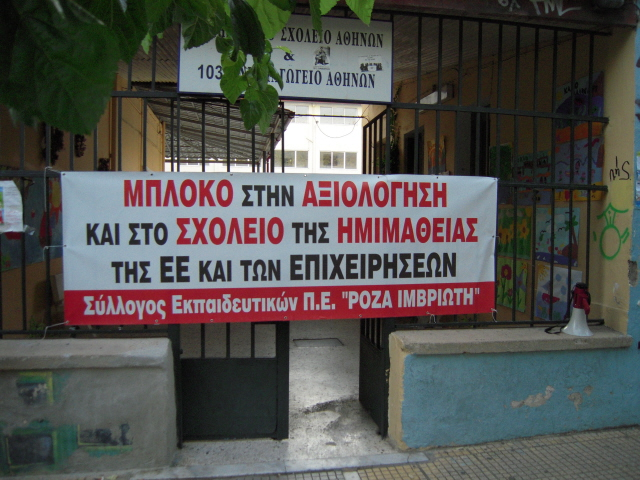 ΣΧΟΛΕΙΟ ΑΘΗΝΩΝ
&
103 ΑΘΗΝΩΝ
ΜΠΛΟΚΟ ΣΤΗΝ ΑΞΙΟΛΟΓΗΣΗ
ΚΑΙ ΣΤΟ ΣΧΟΛΕΙΟ ΤΗΣ ΗΜΙΜΑΘΕΙΑΣ
ΤΗΣ ΕΕ ΚΑΙ ΤΩΝ ΕΠΙΧΕΙΡΗΣΕΩΝ
Σύλλογος Εκπαιδευτικών Π.Ε. "ΡΟΖΑ ΙΜΒΡΙΩΤΗ"